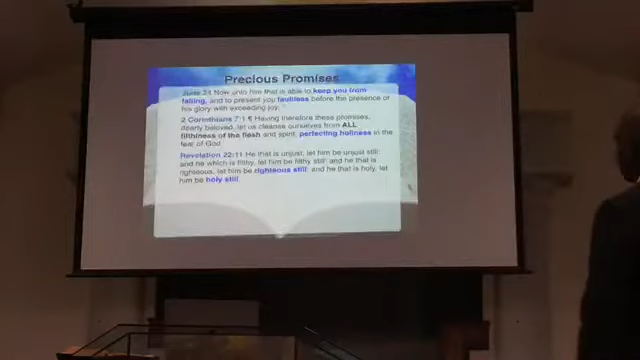 Precious Promises
Jude 24 Now unto him that is able to keep you from
falling, and to present you faultless before the presence of
his glory with exceeding joy,
2 Corinthians 7:1 ¶ Having therefore these promises,
dearly beloved, let us cleanse ourselves from ALL
filthiness of the flesh and spirit, perfecting holiness in the
fear of God
Revelation 22:11 He that is unjust, let him be unjust still:
and he which is filthy, let him be filthy still: and he that is
righteous, let him be righteous still: and he that is holy, let
him be holy still.